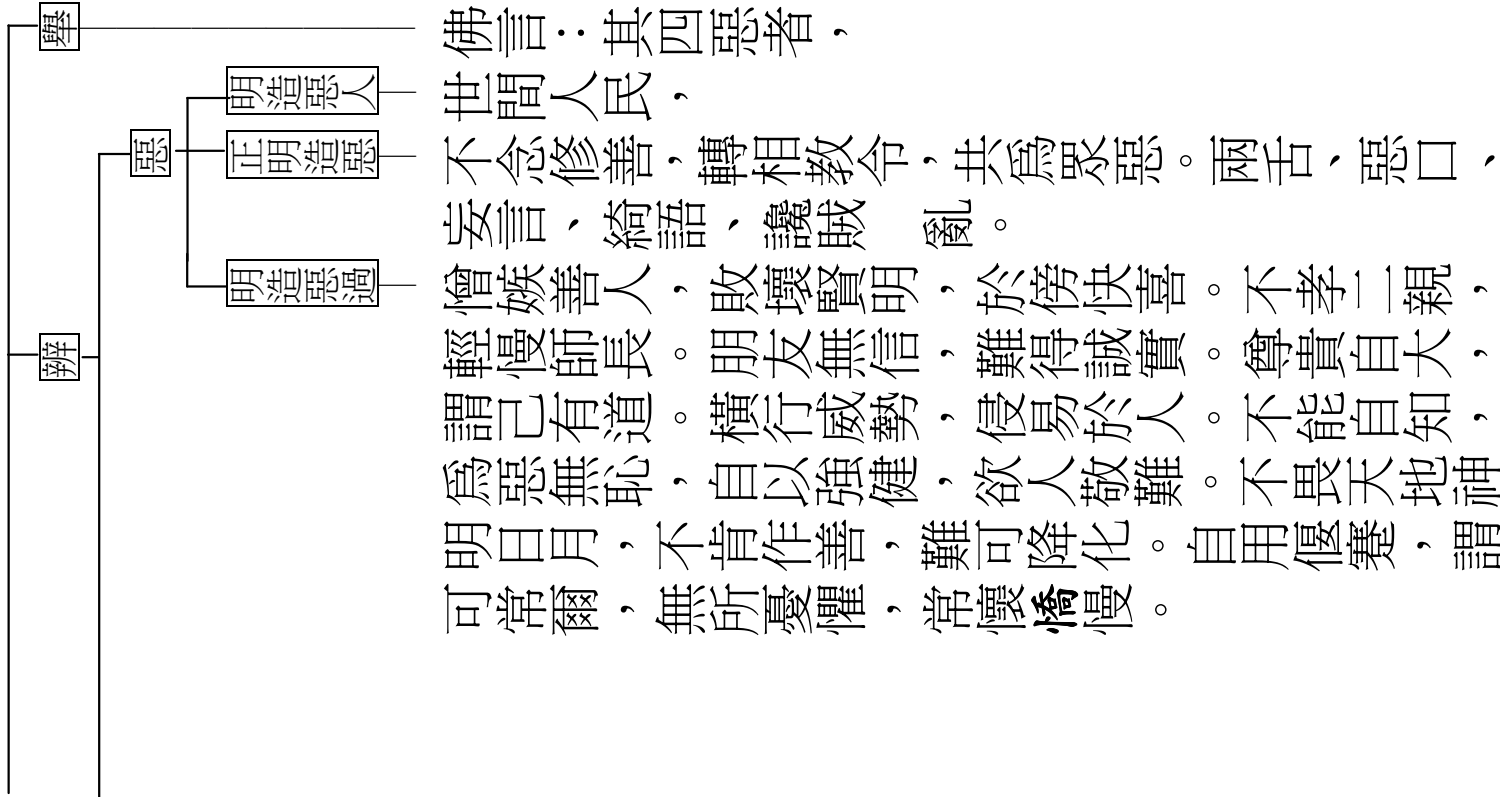 舉
佛言：其四惡者，
明造惡人
世間人民，
惡
正明造惡
不念修善，轉相教令，共爲眾惡。兩舌、惡口、
妄言、綺語、讒賊　亂。
明造惡過
憎嫉善人，敗壞賢明，於傍快喜。不孝二親，
辨
輕慢師長。朋友無信，難得誠實。尊貴自大，
謂己有道。橫行威勢，侵易於人。不能自知，
爲惡無恥，自以強健，欲人敬難。不畏天地神
明日月，不肯作善，難可降化。自用偃蹇，謂
可常爾，無所憂懼，常懷憍慢。